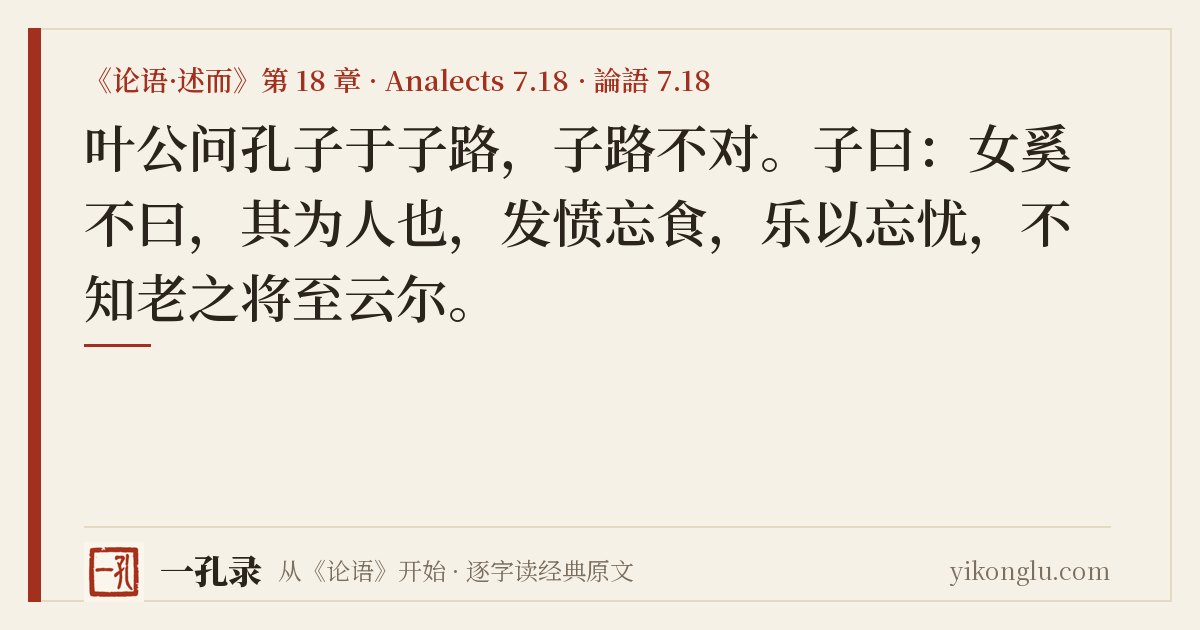 《论语·述而》第 18 章 · Analects 7.18 · 論語 7.18
叶公问孔子于子路，子路不对。子曰：女奚
不曰，其为人也，发愤忘食，乐以忘忧，不
知老之将至云尔。
一孔
一孔录 从《论语》开始 · 逐字读经典原文 yikonglu.com